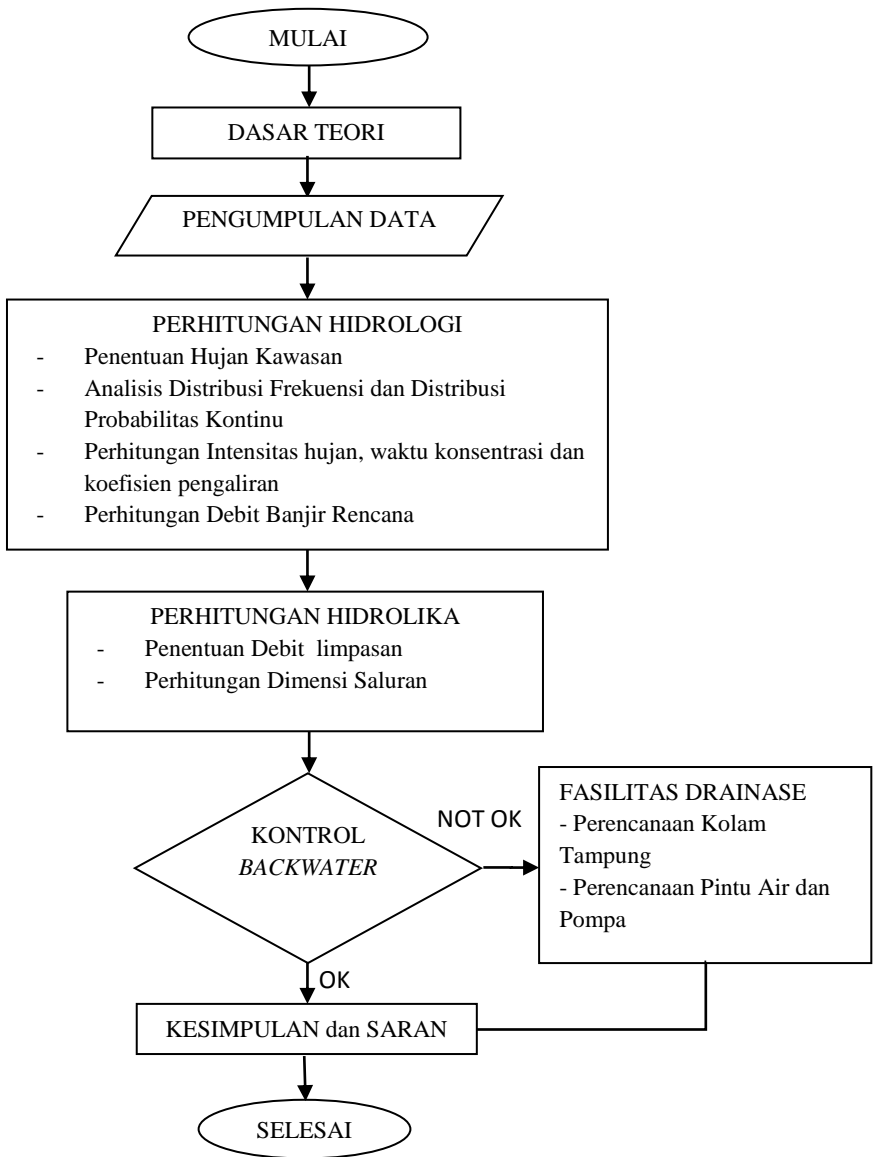 MULAI
DASAR TEORI
PENGUMPULAN DATA
PERHITUNGAN HIDROLOGI
- Penentuan Hujan Kawasan
- Analisis Distribusi Frekuensi dan Distribusi
Probabilitas Kontinu
- Perhitungan Intensitas hujan, waktu konsentrasi dan
koefisien pengaliran
- Perhitungan Debit Banjir Rencana
PERHITUNGAN HIDROLIKA
- Penentuan Debit limpasan
- Perhitungan Dimensi Saluran
KONTROL
BACKWATER
NOT OK
FASILITAS DRAINASE
- Perencanaan Kolam
Tampung
- Perencanaan Pintu Air dan
Pompa
OK
KESIMPULAN dan SARAN
SELESAI